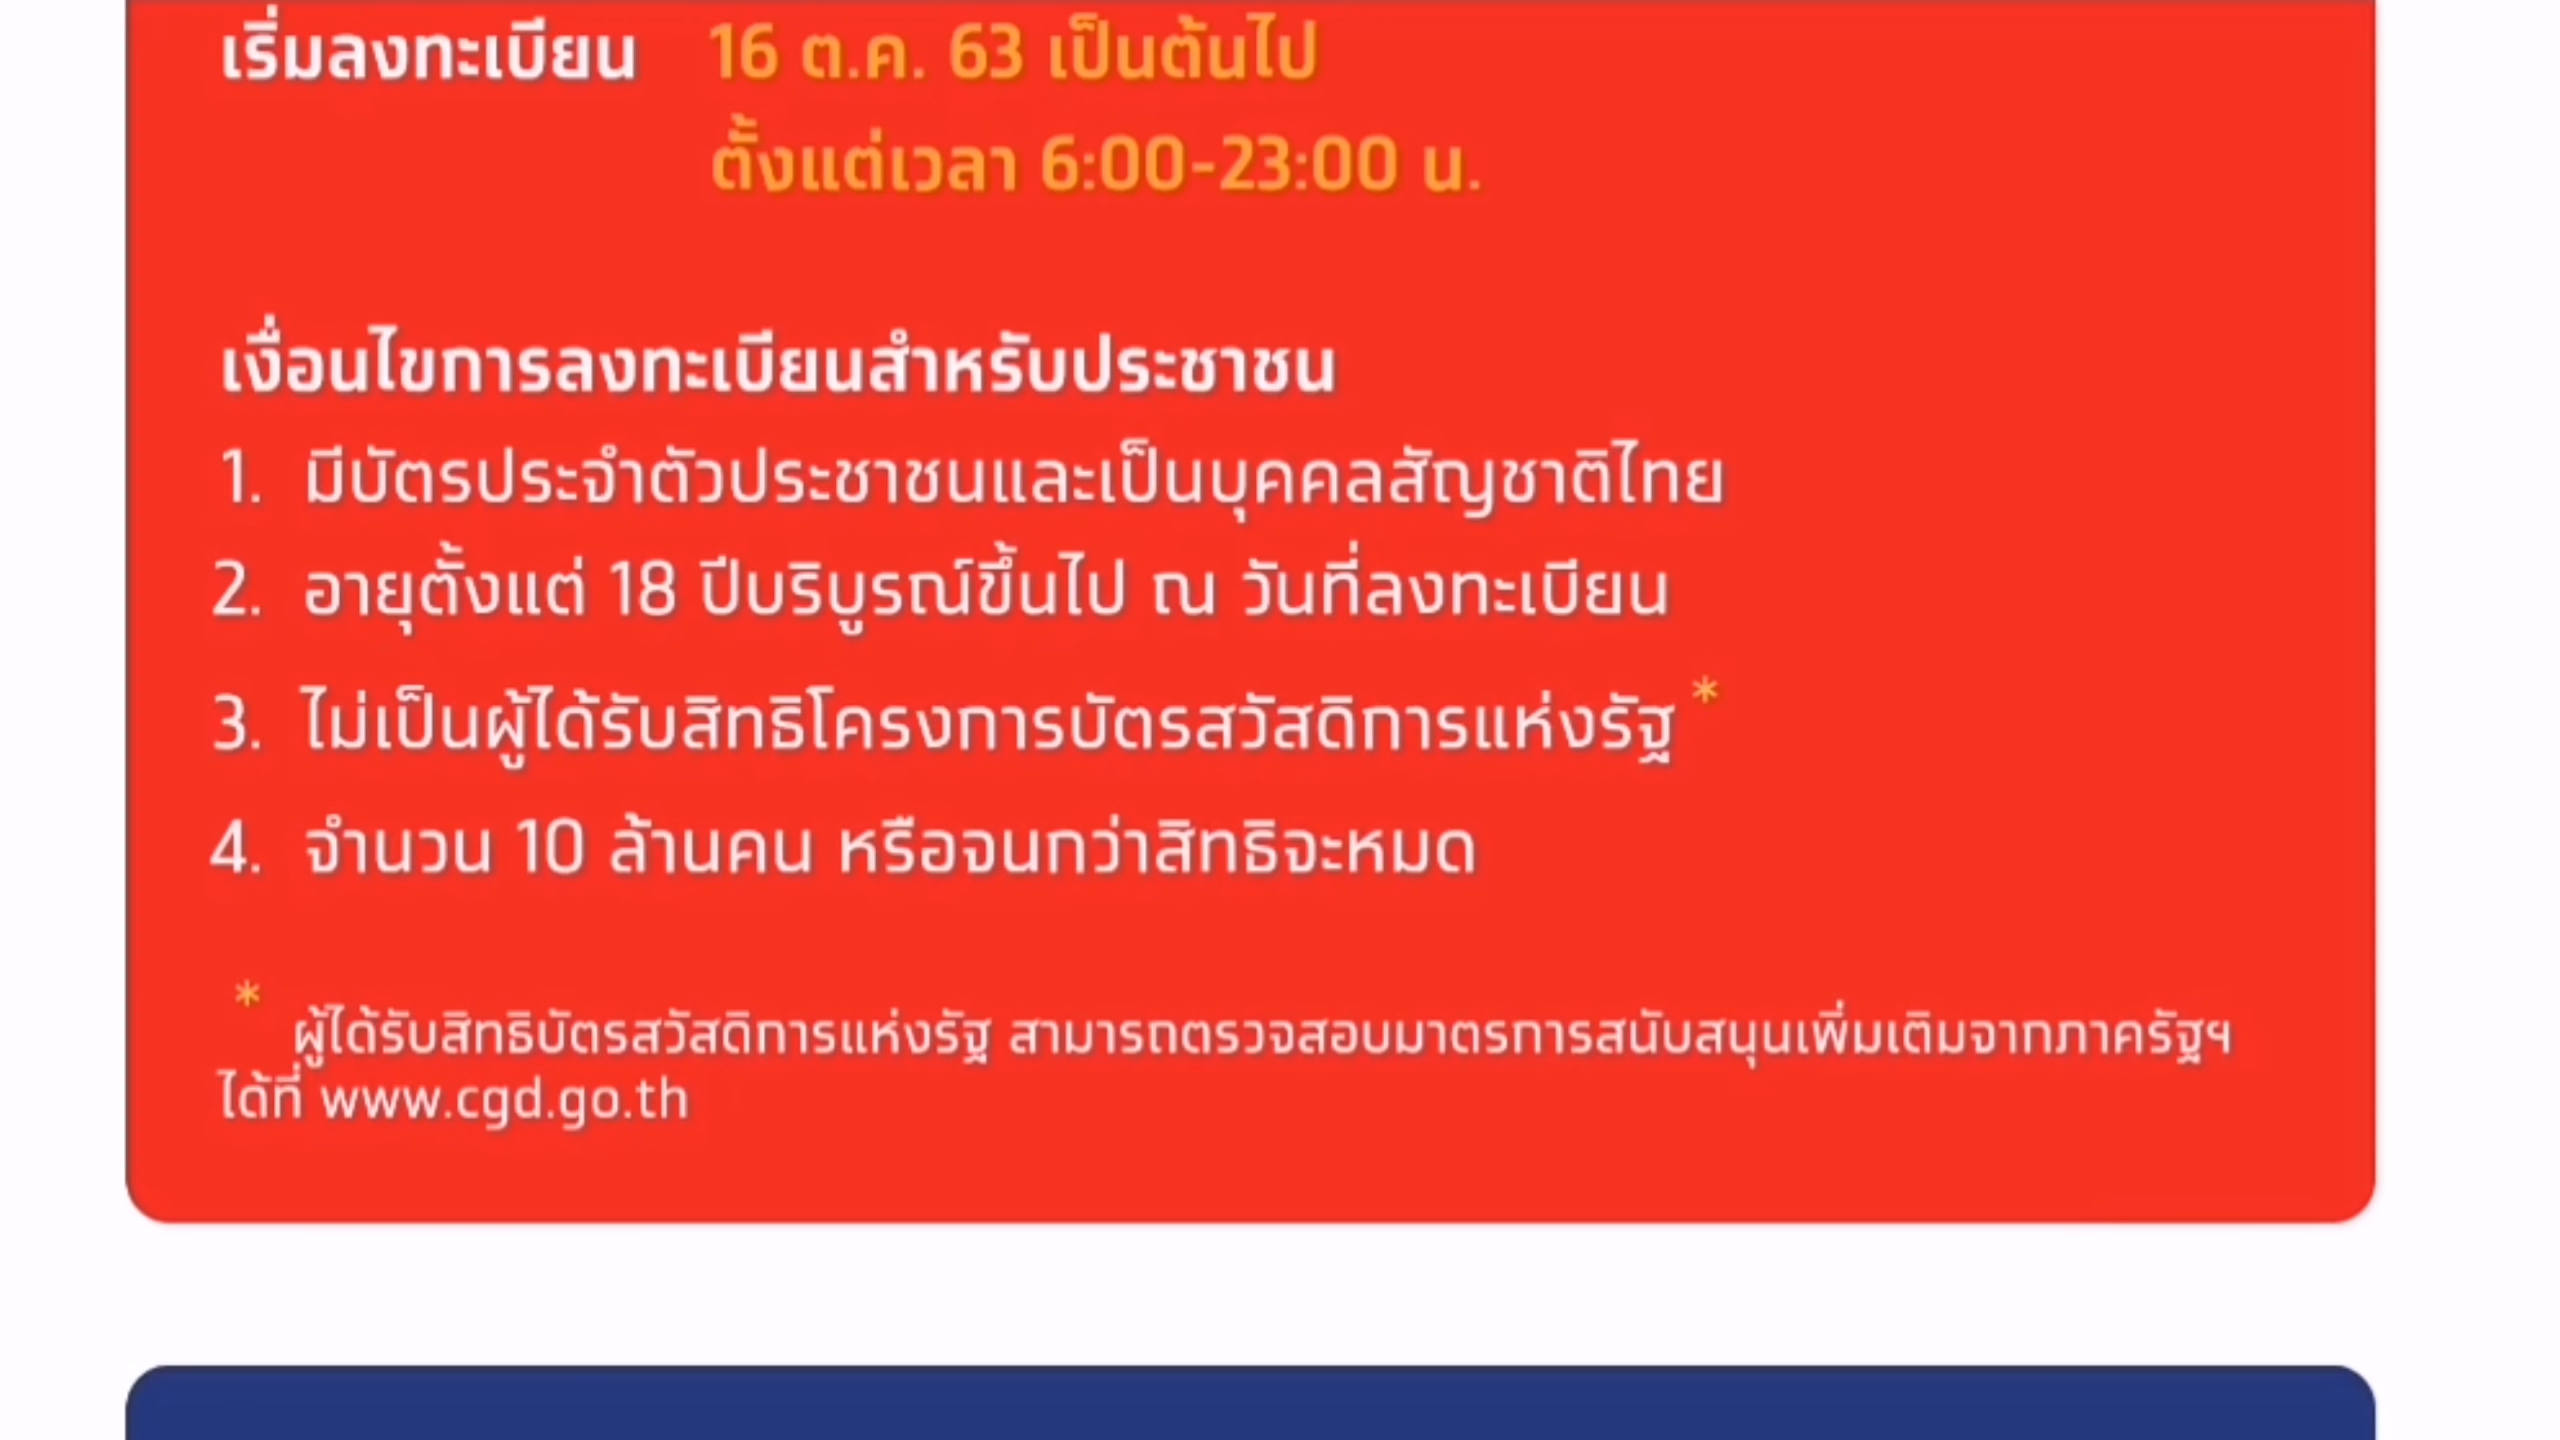 เริ่มลงทะเบียน 16 ต.ค. 63 เป็นต้นไป
ตั้งแต่เวลา 6:00-23:00 น.
เงื่อนไขการลงทะเบียนสำหรับประชาชน
1. มีบัตรประจำตัวประชาชนและเป็นบุคคลสัญชาติไทย
2. อายุตั้งแต่ 18 ปีบริบูรณ์ขึ้นไป ณ วันที่ลงทะเบียน
3. ไม่เป็นผู้ได้รับสิทธิโครงการบัตรสวัสดิการแห่งรัฐ *
4. จำนวน 10 ล้านคน หรือจนกว่าสิทธิจะหมด
* ผู้ได้รับสิทธิบัตรสวัสดิการแห่งรัฐ สามารถตรวจสอบมาตรการสนับสนุนเพิ่มเติมจากภาครัฐฯ
ได้ที่ www.cgd.go.th